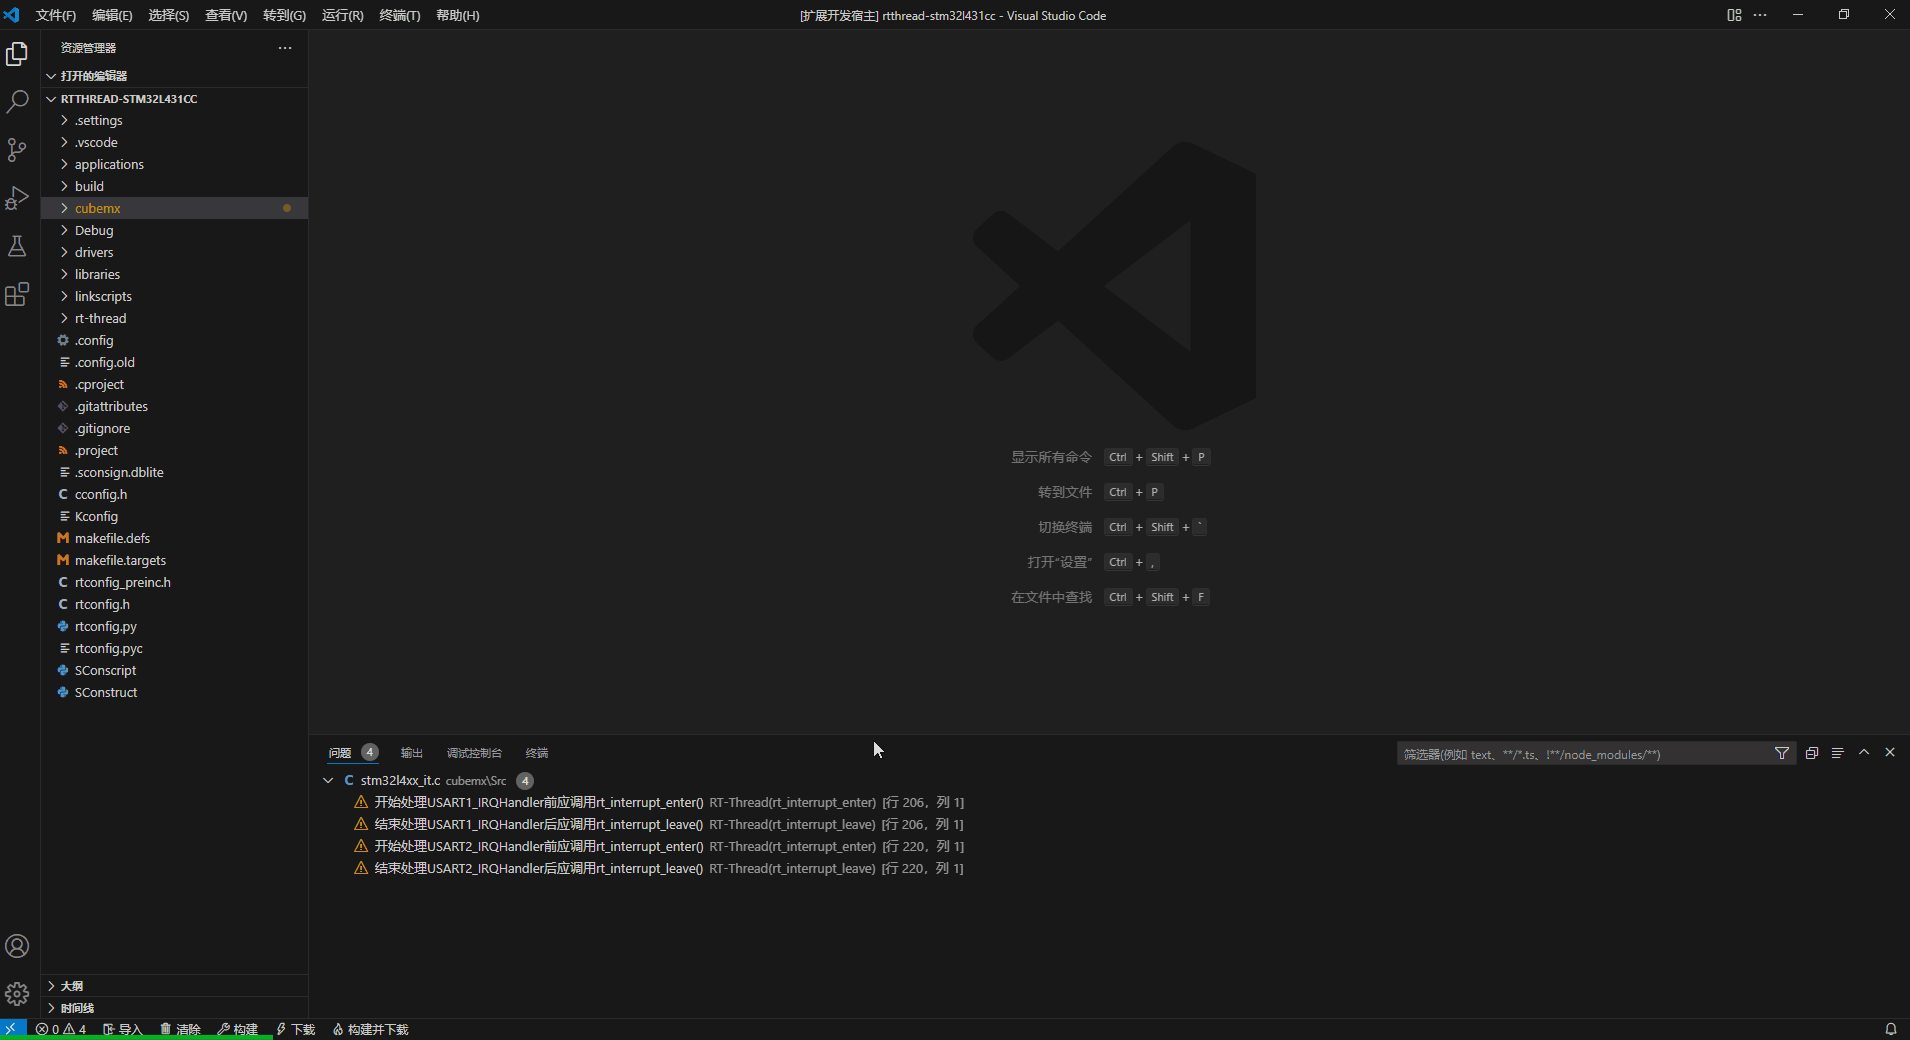 文件(F) 编辑(E) 选择(S) 查看(V) 转到(G) 运行(R) 终端(T) 帮助(H)
[扩展开发宿主] rtthread-stm32l431cc - Visual Studio Code
资源管理器
打开的编辑器
RTTHREAD-STM32L431CC
.settings
.vscode
applications
build
cubemx
Debug
drivers
libraries
linkscripts
rt-thread
.config
.config.old
.cproject
.gitattributes
.gitignore
.project
.sconsign.dblite
cconfig.h
Kconfig
makefile.defs
makefile.targets
rtconfig_preinc.h
rtconfig.h
rtconfig.py
rtconfig.pyc
SConscript
SConstruct
大纲
时间线
显示所有命令 Ctrl + Shift + P
转到文件 Ctrl + P
切换终端 Ctrl + Shift + `
打开“设置” Ctrl + ,
在文件中查找 Ctrl + Shift + F
问题 4 输出 调试控制台 终端
筛选器(例如 text、**/*.ts、!**/node_modules/**)
stm32l4xx_it.c cubemx\Src 4
开始处理USART1_IRQHandler前应调用rt_interrupt_enter() RT-Thread(rt_interrupt_enter) [行 206，列 1]
结束处理USART1_IRQHandler后应调用rt_interrupt_leave() RT-Thread(rt_interrupt_leave) [行 206，列 1]
开始处理USART2_IRQHandler前应调用rt_interrupt_enter() RT-Thread(rt_interrupt_enter) [行 220，列 1]
结束处理USART2_IRQHandler后应调用rt_interrupt_leave() RT-Thread(rt_interrupt_leave) [行 220，列 1]
0 4 导入 清除 构建 下载 构建并下载